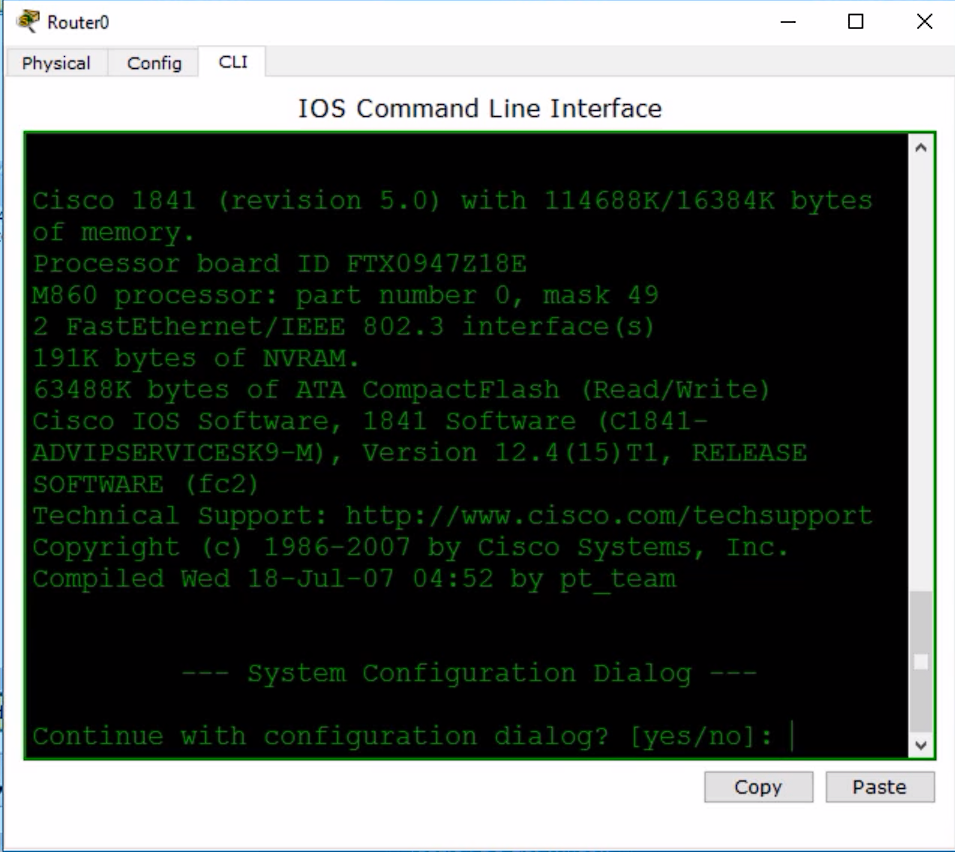 Router0
Physical Config CLI
IOS Command Line Interface
Cisco 1841 (revision 5.0) with 114688K/16384K bytes
of memory.
Processor board ID FTX0947Z18E
M860 processor: part number 0, mask 49
2 FastEthernet/IEEE 802.3 interface(s)
191K bytes of NVRAM.
63488K bytes of ATA CompactFlash (Read/Write)
Cisco IOS Software, 1841 Software (C1841-
ADVIPSERVICESK9-M), Version 12.4(15)T1, RELEASE
SOFTWARE (fc2)
Technical Support: http://www.cisco.com/techsupport
Copyright (c) 1986-2007 by Cisco Systems, Inc.
Compiled Wed 18-Jul-07 04:52 by pt_team
--- System Configuration Dialog ---
Continue with configuration dialog? [yes/no]:
Copy Paste